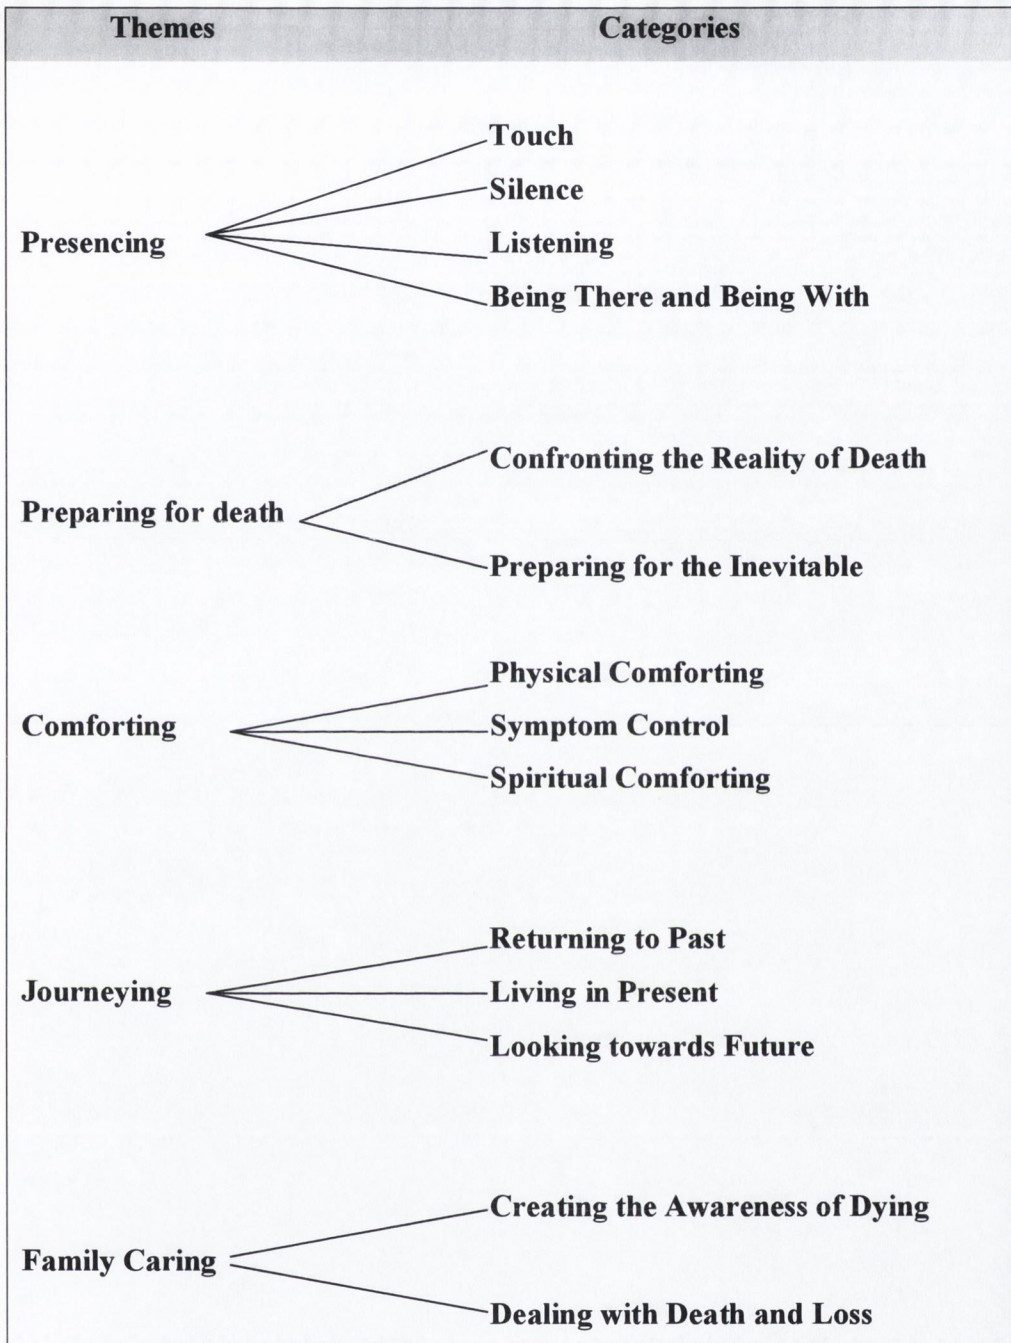 Themes Categories
Touch
Silence
Presencing
Listening
Being There and Being With
Confronting the Reality of Death
Preparing for death
Preparing for the Inevitable
Physical Comforting
Comforting
Symptom Control
Spiritual Comforting
Returning to Past
Journeying
Living in Present
Looking towards Future
Creating the Awareness of Dying
Family Caring
Dealing with Death and Loss